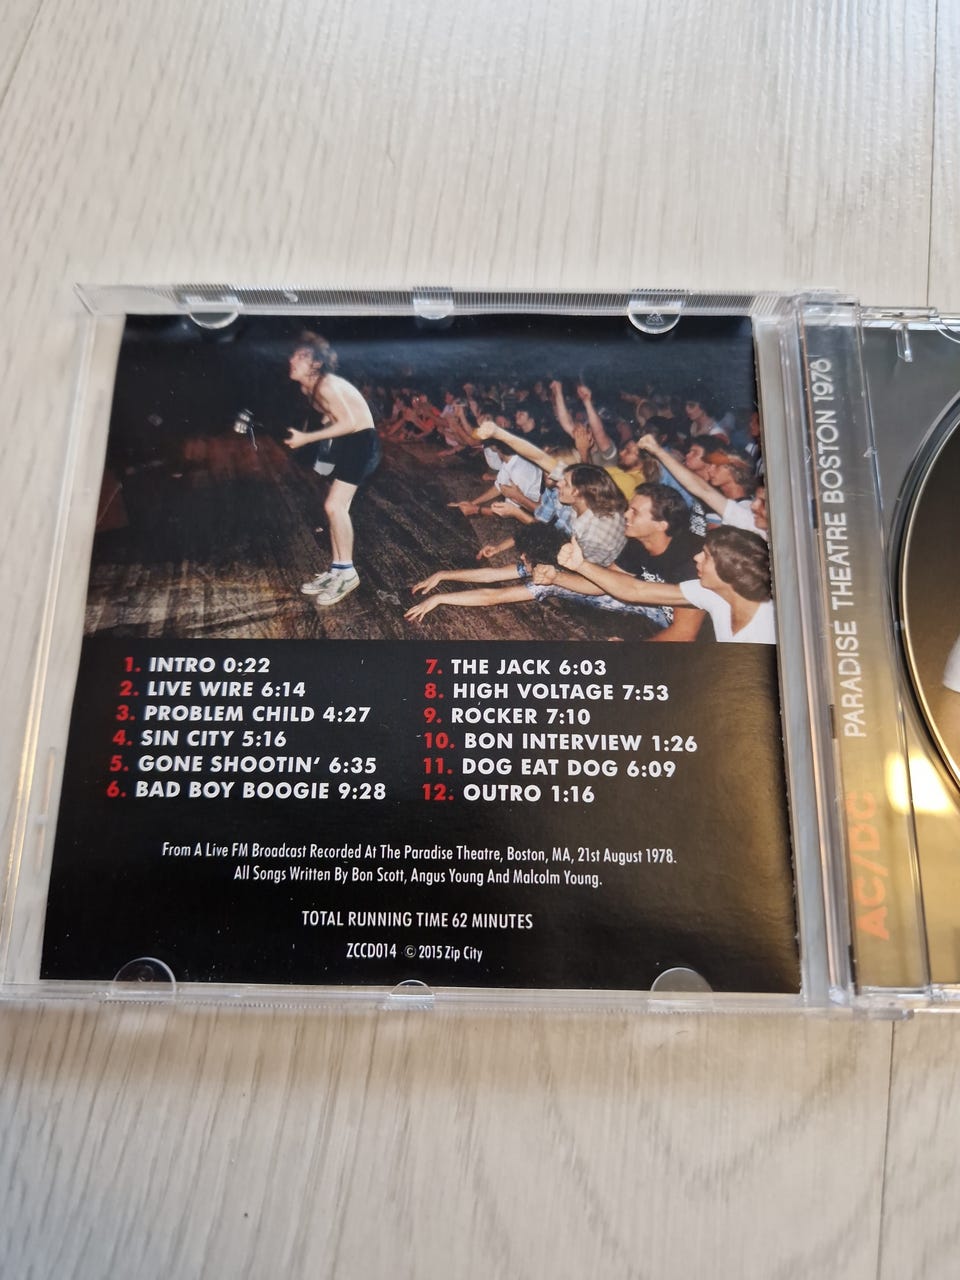 1. INTRO 0:22
2. LIVE WIRE 6:14
3. PROBLEM CHILD 4:27
4. SIN CITY 5:16
5. GONE SHOOTIN' 6:35
6. BAD BOY BOOGIE 9:28
7. THE JACK 6:03
8. HIGH VOLTAGE 7:53
9. ROCKER 7:10
10. BON INTERVIEW 1:26
11. DOG EAT DOG 6:09
12. OUTRO 1:16
From A Live FM Broadcast Recorded At The Paradise Theatre, Boston, MA, 21st August 1978.
All Songs Written By Bon Scott, Angus Young And Malcolm Young.
TOTAL RUNNING TIME 62 MINUTES
ZCCD014 © 2015 Zip City
AC/DC PARADISE THEATRE BOSTON 1978